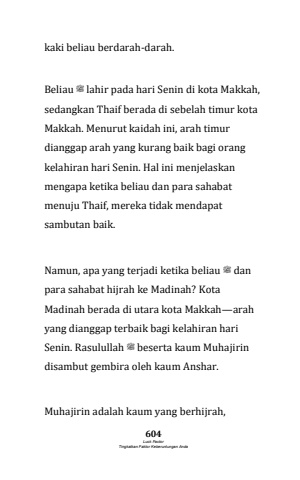 kaki beliau berdarah-darah.
Beliau ﷺ lahir pada hari Senin di kota Makkah,
sedangkan Thaif berada di sebelah timur kota
Makkah. Menurut kaidah ini, arah timur
dianggap arah yang kurang baik bagi orang
kelahiran hari Senin. Hal ini menjelaskan
mengapa ketika beliau dan para sahabat
menuju Thaif, mereka tidak mendapat
sambutan baik.
Namun, apa yang terjadi ketika beliau ﷺ dan
para sahabat hijrah ke Madinah? Kota
Madinah berada di utara kota Makkah—arah
yang dianggap terbaik bagi kelahiran hari
Senin. Rasulullah ﷺ beserta kaum Muhajirin
disambut gembira oleh kaum Anshar.
Muhajirin adalah kaum yang berhijrah,
604
Luck Factor
Tingkatkan Faktor Keberuntungan Anda